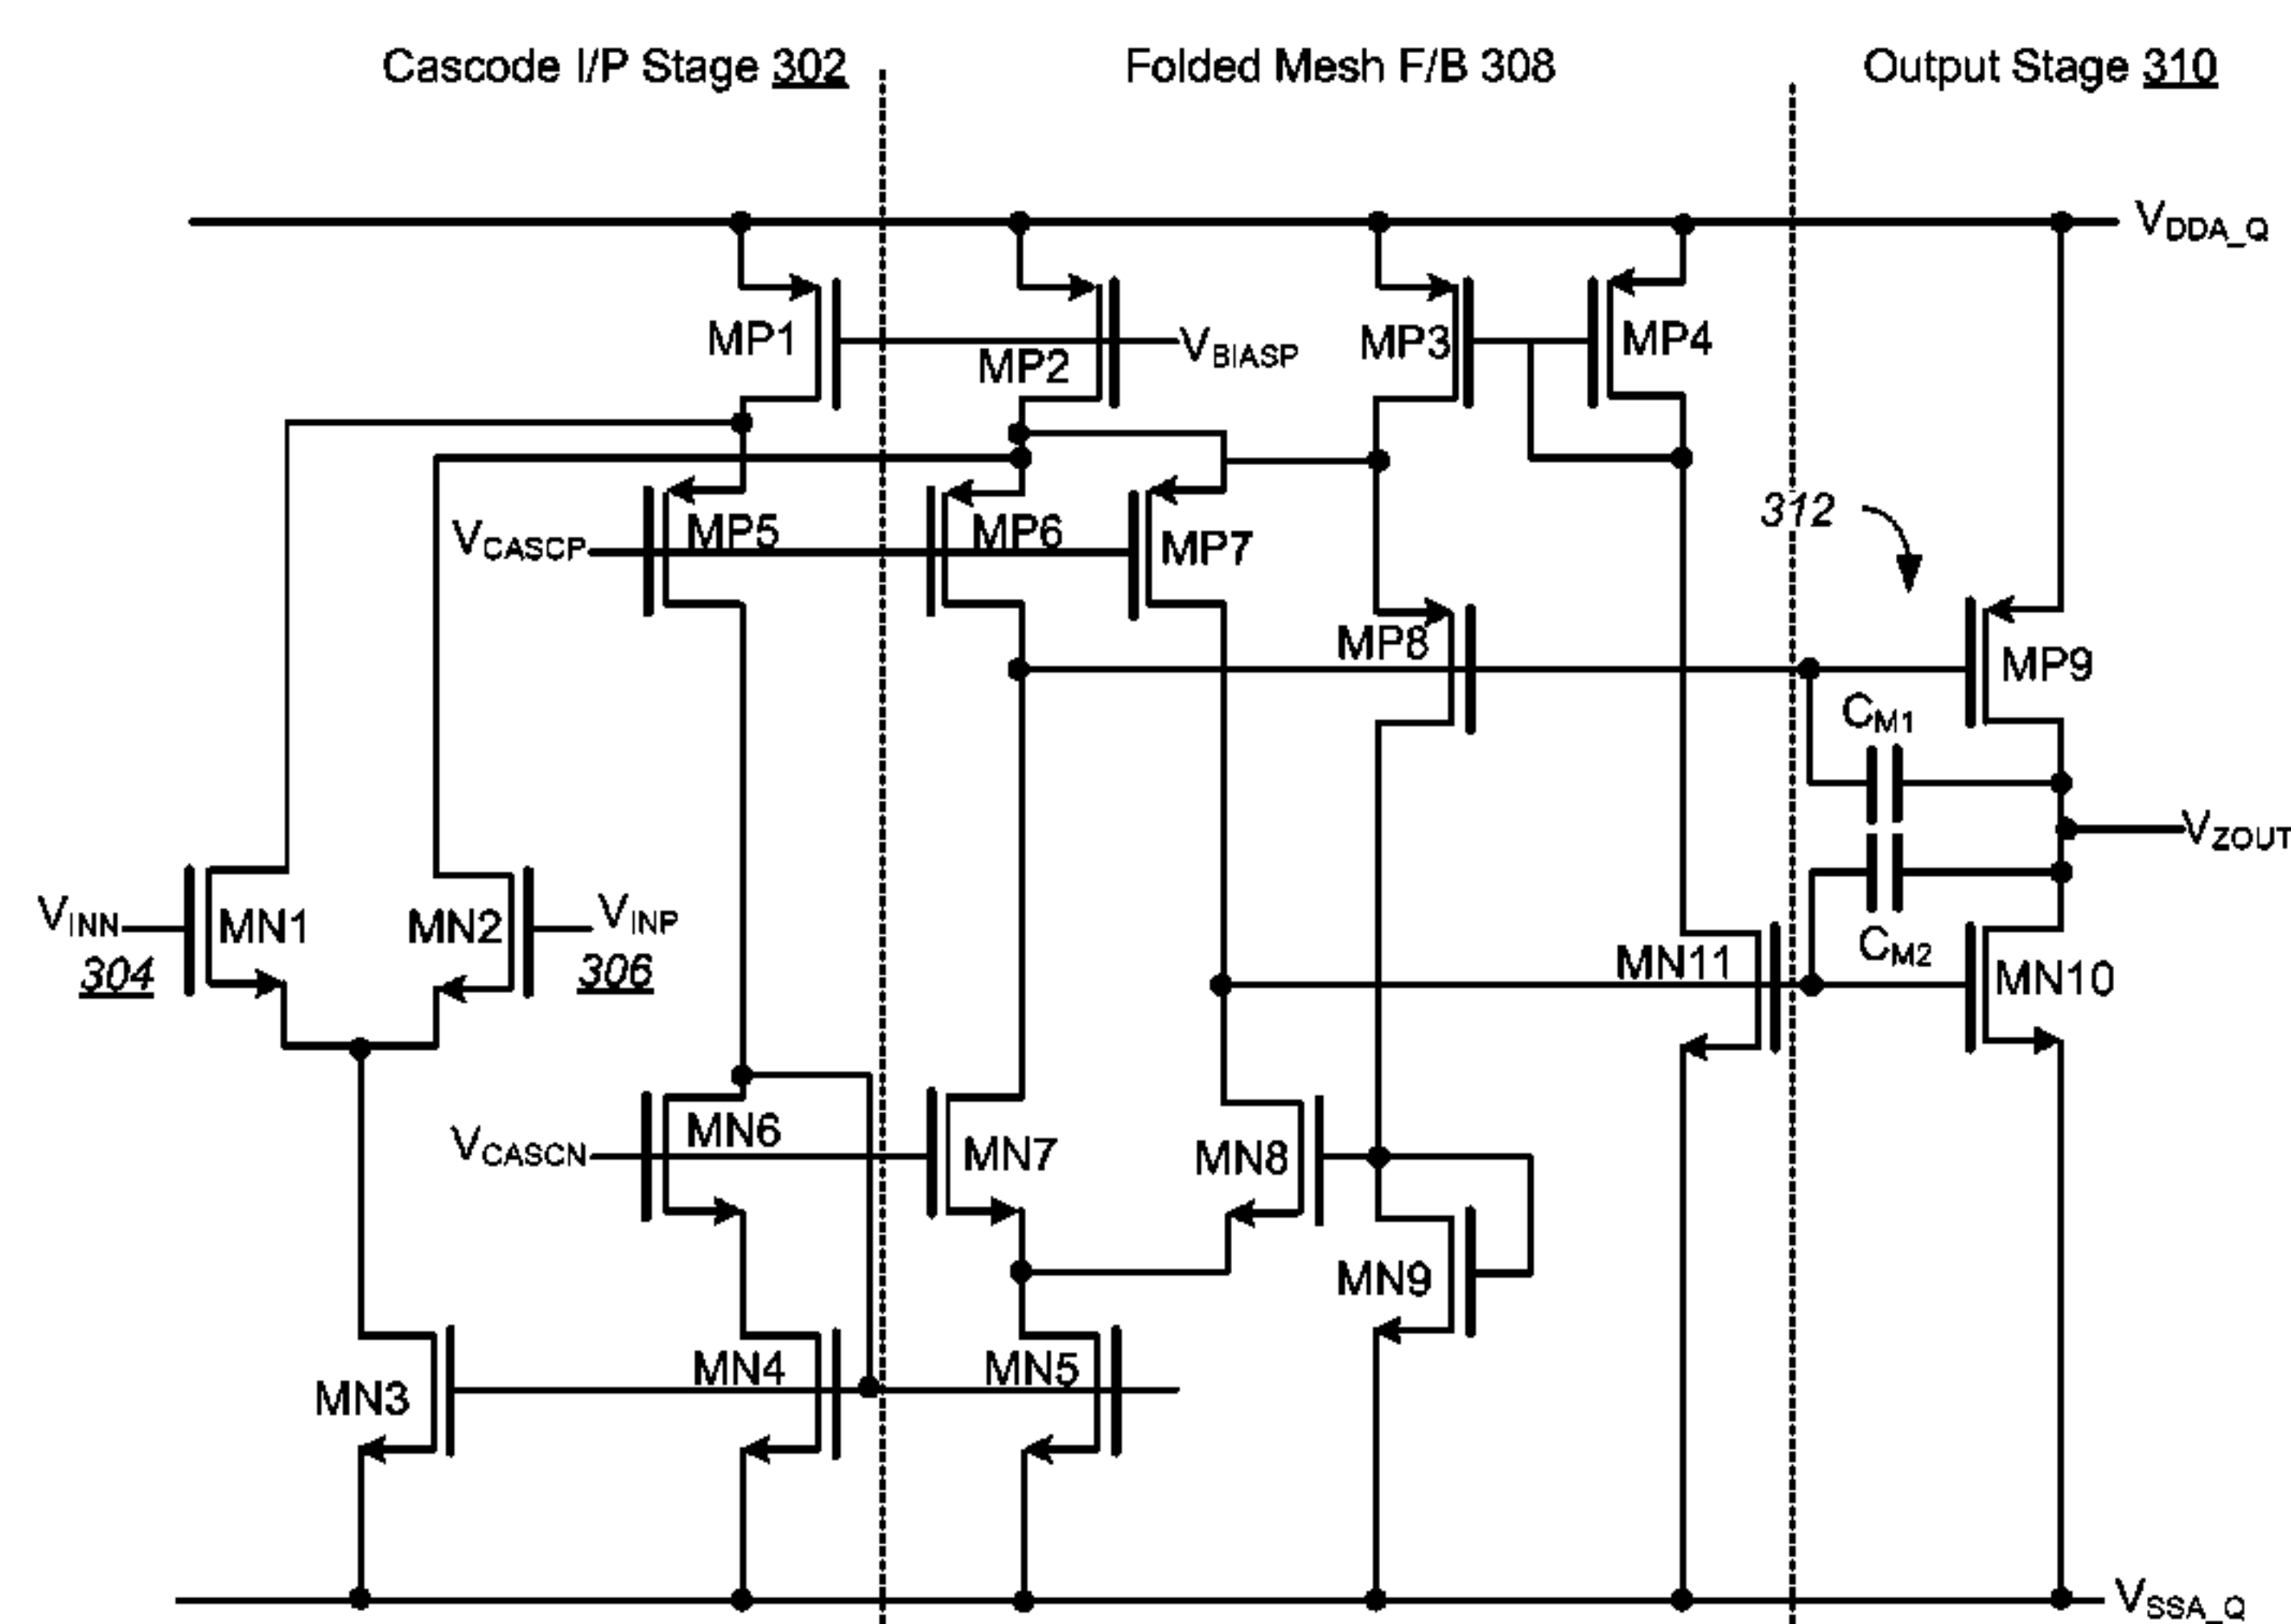 Cascode I/P Stage 302
Folded Mesh F/B 308
Output Stage 310
VDDA_Q
MP1
MP2
VBIASP
MP3
MP4
312
VCASCP
MP5
MP6
MP7
MP8
MP9
CM1
VZOUT
VINN
304
MN1
MN2
VINP
306
MN11
CM2
MN10
VCASCN
MN6
MN7
MN8
MN9
MN3
MN4
MN5
VSSA_Q